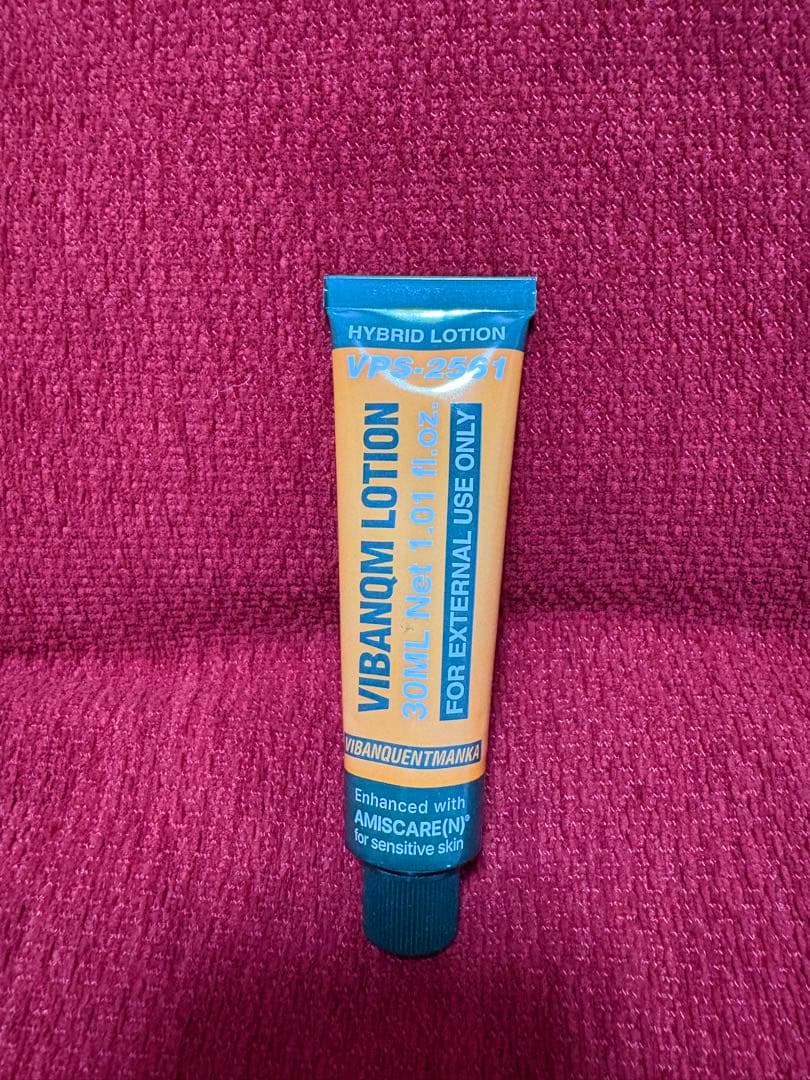 HYBRID LOTION
VPS-2561
VIBANQM LOTION
30ML Net 1.01 fl.oz.
FOR EXTERNAL USE ONLY
VIBANQUENTMANKA
Enhanced with
AMISCARE(N)®
for sensitive skin